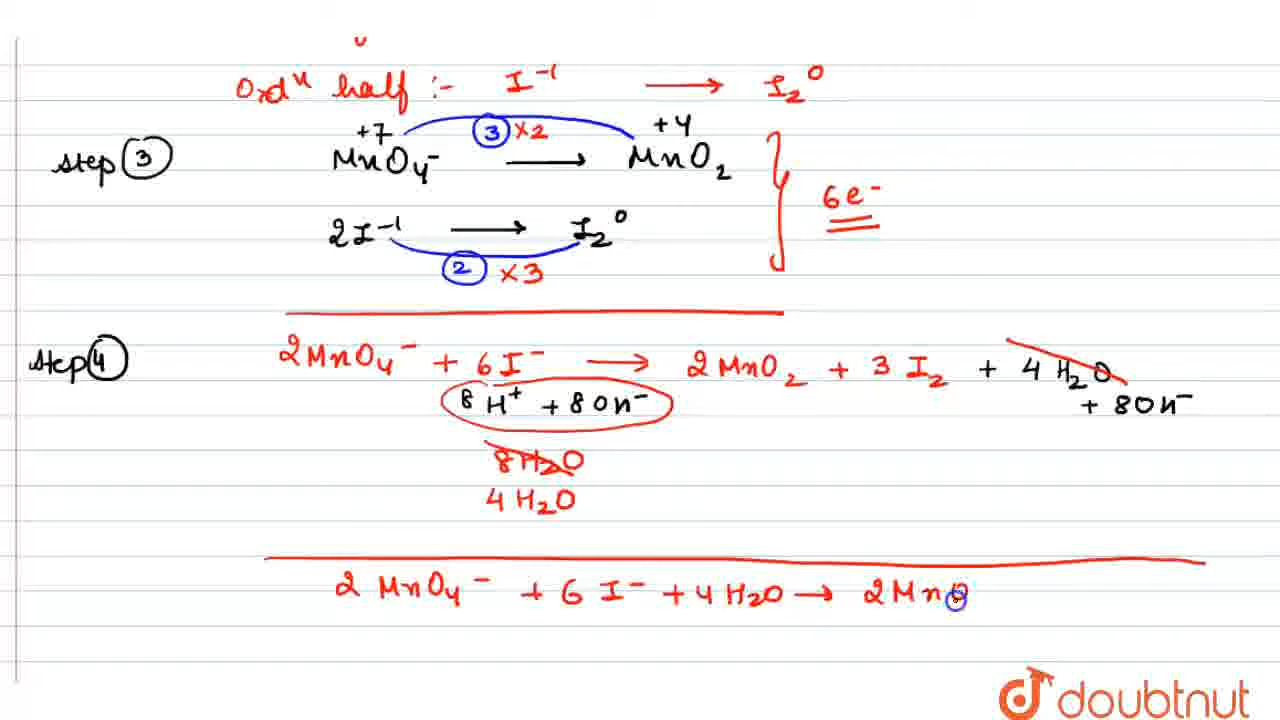 Oxdⁿ half :- I⁻¹ ⟶ I₂⁰
+7 ③ ×2 +4
Step ③ MnO₄⁻ ⟶ MnO₂
6e⁻
2I⁻¹ ⟶ I₂⁰
② ×3
Step ④ 2MnO₄⁻ + 6I⁻ ⟶ 2MnO₂ + 3I₂ + 4H₂O
8H⁺ + 8OH⁻ + 8OH⁻
8H₂O
4H₂O
2MnO₄⁻ + 6I⁻ + 4H₂O → 2MnO
doubtnut